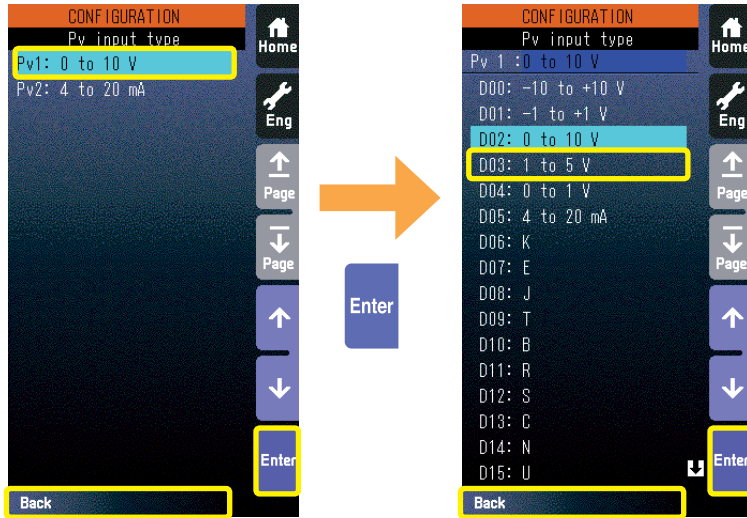 CONFIGURATION
Pv input type
Pv1: 0 to 10 V
Pv2: 4 to 20 mA
Home
Eng
Page
Page
Enter
Back
Enter
CONFIGURATION
Pv input type
Pv 1 :0 to 10 V
D00: -10 to +10 V
D01: -1 to +1 V
D02: 0 to 10 V
D03: 1 to 5 V
D04: 0 to 1 V
D05: 4 to 20 mA
D06: K
D07: E
D08: J
D09: T
D10: B
D11: R
D12: S
D13: C
D14: N
D15: U
Home
Eng
Page
Page
Enter
Back